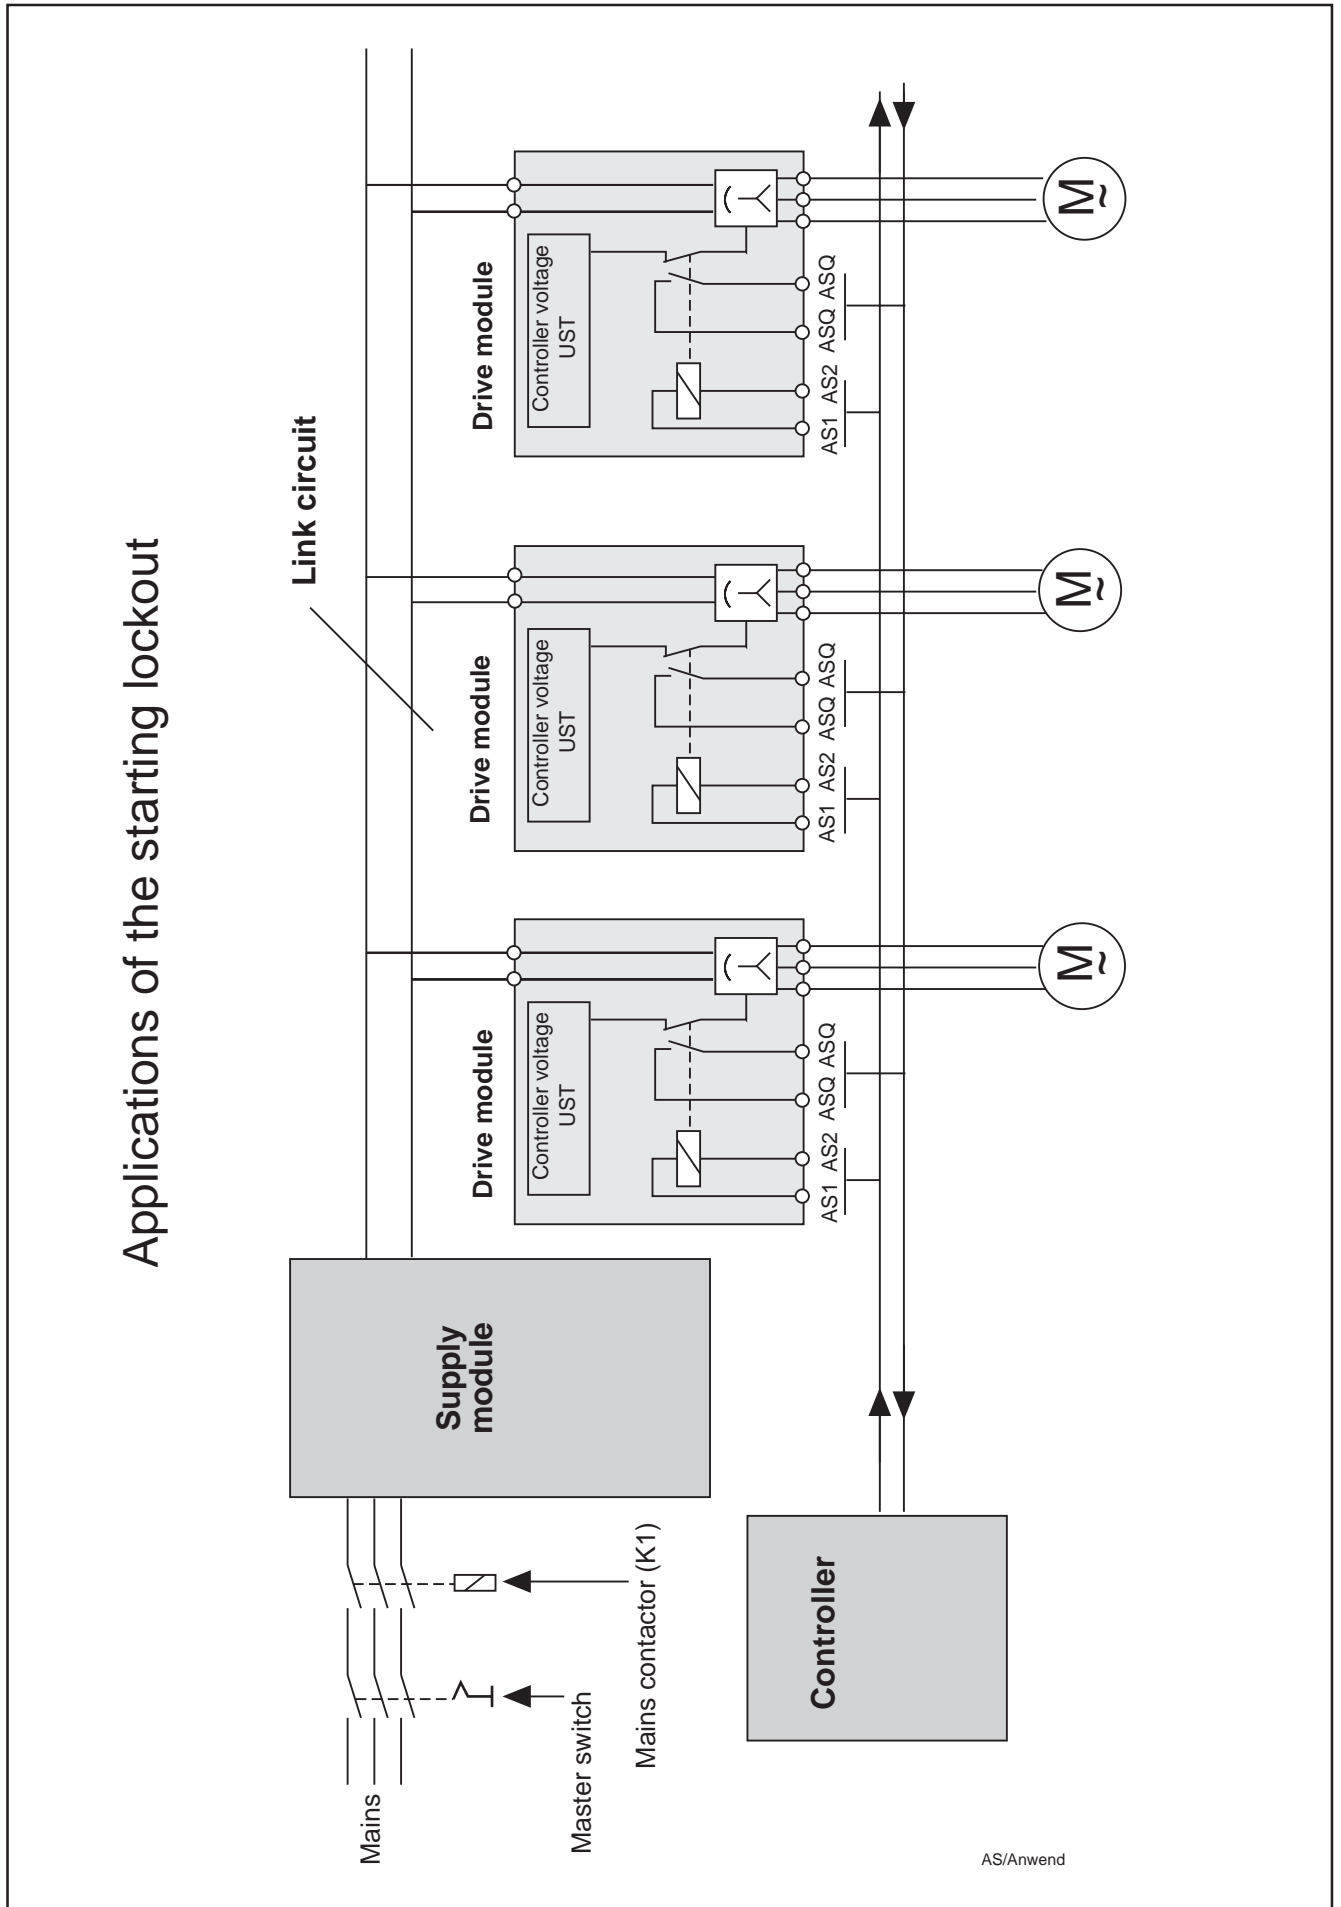 Applications of the starting lockout
Link circuit
Mains
Master switch
Mains contactor (K1)
Supply
module
Drive module
Controller voltage
UST
AS1 AS2 ASQ ASQ
M
~
Drive module
Controller voltage
UST
AS1 AS2 ASQ ASQ
M
~
Drive module
Controller voltage
UST
AS1 AS2 ASQ ASQ
M
~
Controller
AS/Anwend